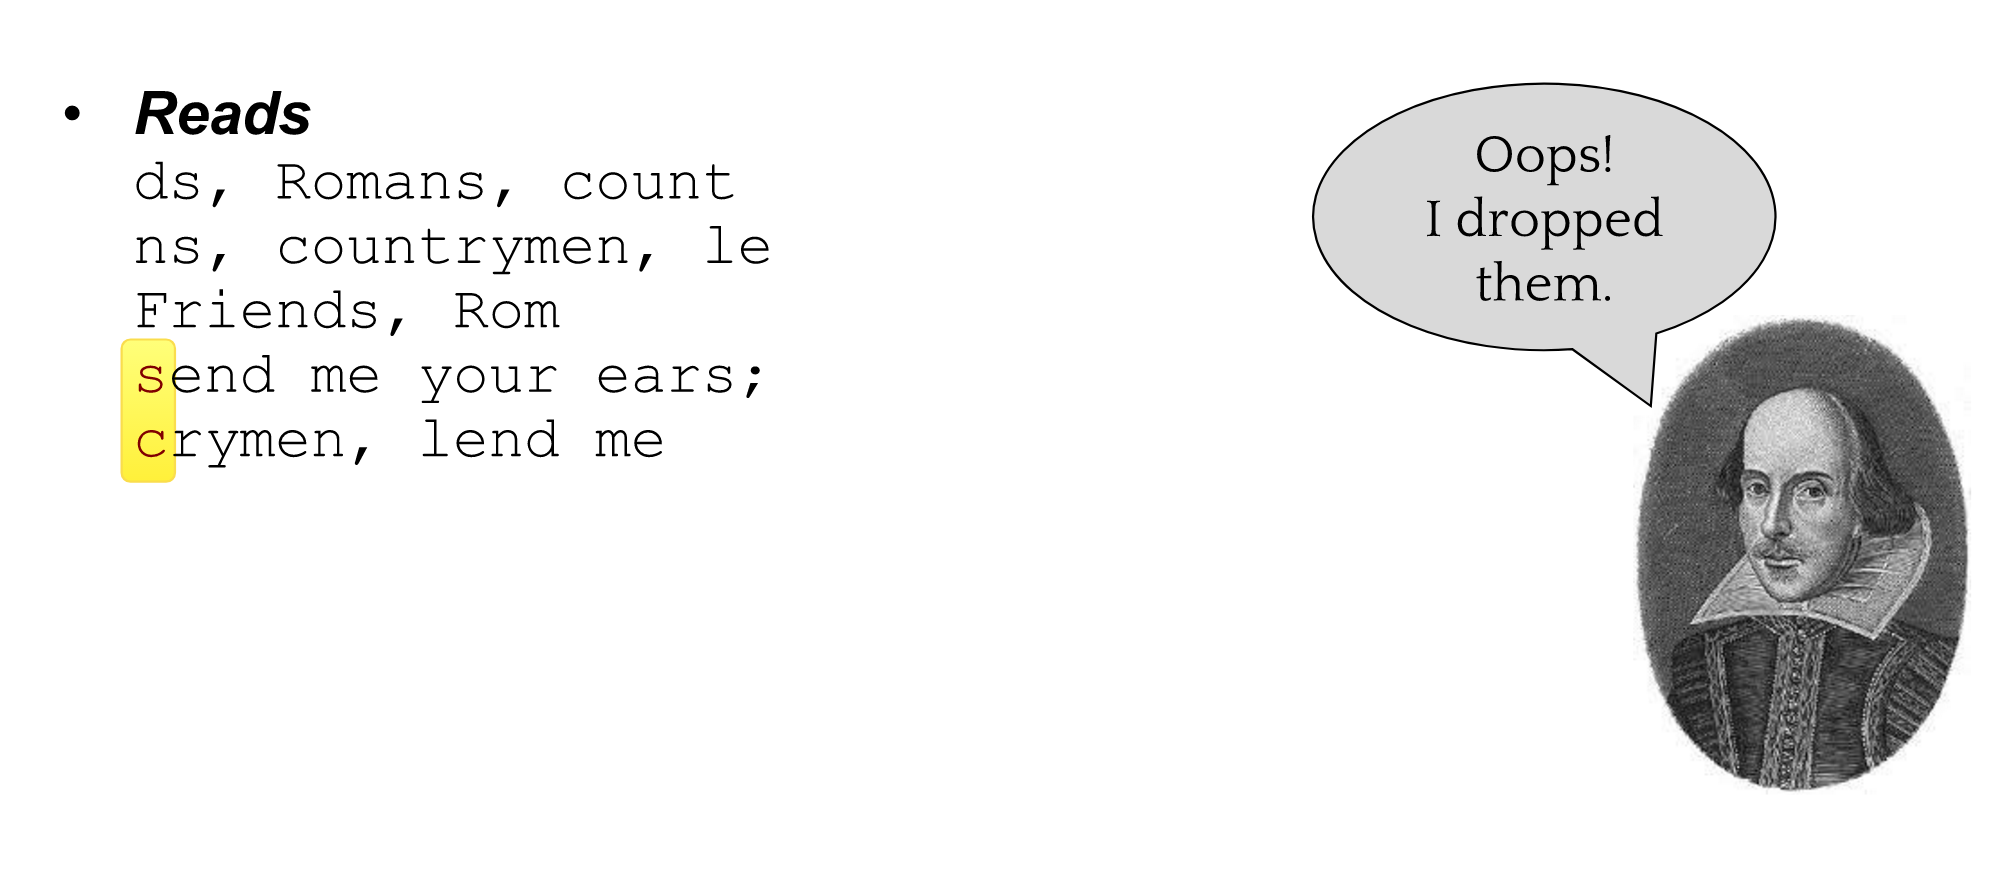 • Reads
ds, Romans, count
ns, countrymen, le
Friends, Rom
send me your ears;
crymen, lend me
Oops!
I dropped
them.